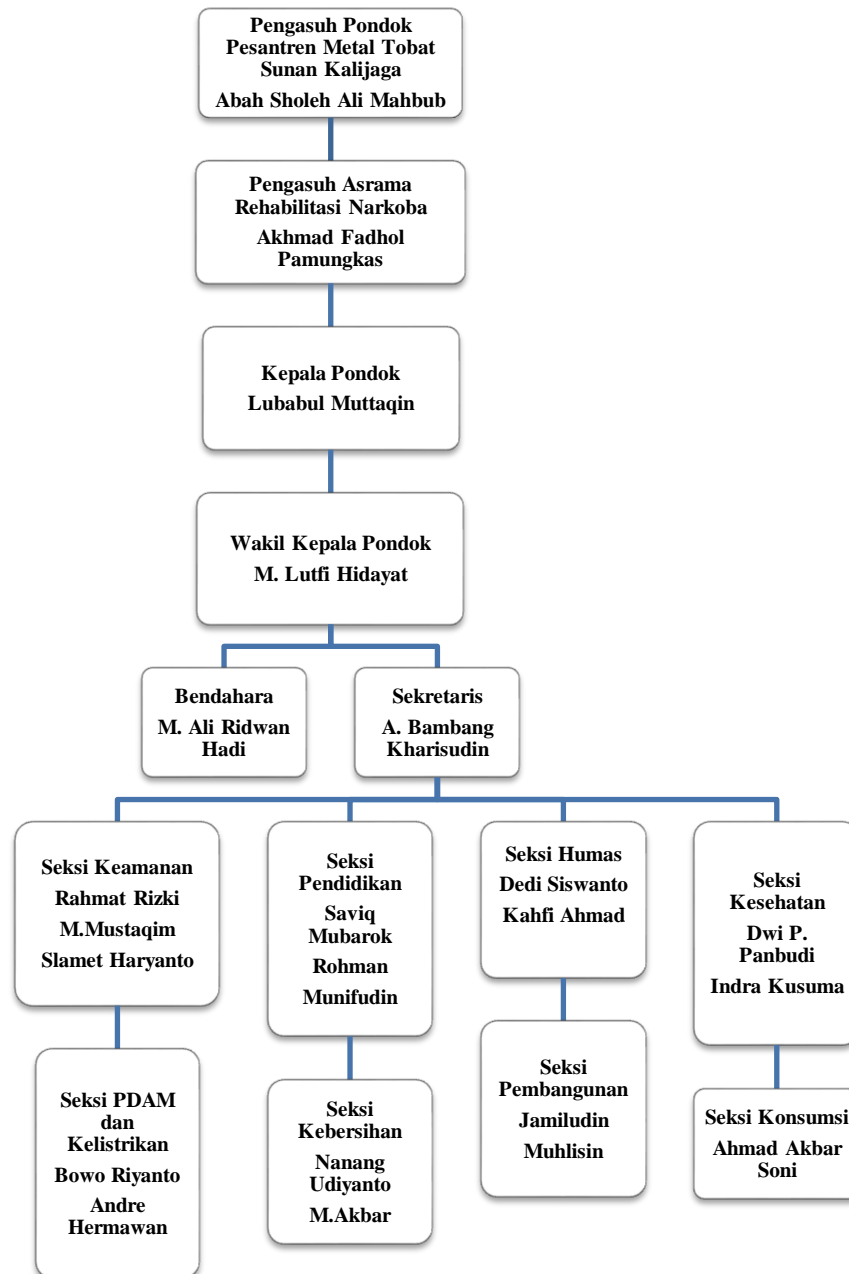 Pengasuh Pondok
Pesantren Metal Tobat
Sunan Kalijaga
Abah Sholeh Ali Mahbub
Pengasuh Asrama
Rehabilitasi Narkoba
Akhmad Fadhol
Pamungkas
Kepala Pondok
Lubabul Muttaqin
Wakil Kepala Pondok
M. Lutfi Hidayat
Bendahara
M. Ali Ridwan
Hadi
Sekretaris
A. Bambang
Kharisudin
Seksi Keamanan
Rahmat Rizki
M.Mustaqim
Slamet Haryanto
Seksi
Pendidikan
Saviq
Mubarok
Rohman
Munifudin
Seksi Humas
Dedi Siswanto
Kahfi Ahmad
Seksi
Kesehatan
Dwi P.
Panbudi
Indra Kusuma
Seksi PDAM
dan
Kelistrikan
Bowo Riyanto
Andre
Hermawan
Seksi
Kebersihan
Nanang
Udiyanto
M.Akbar
Seksi
Pembangunan
Jamiludin
Muhlisin
Seksi Konsumsi
Ahmad Akbar
Soni